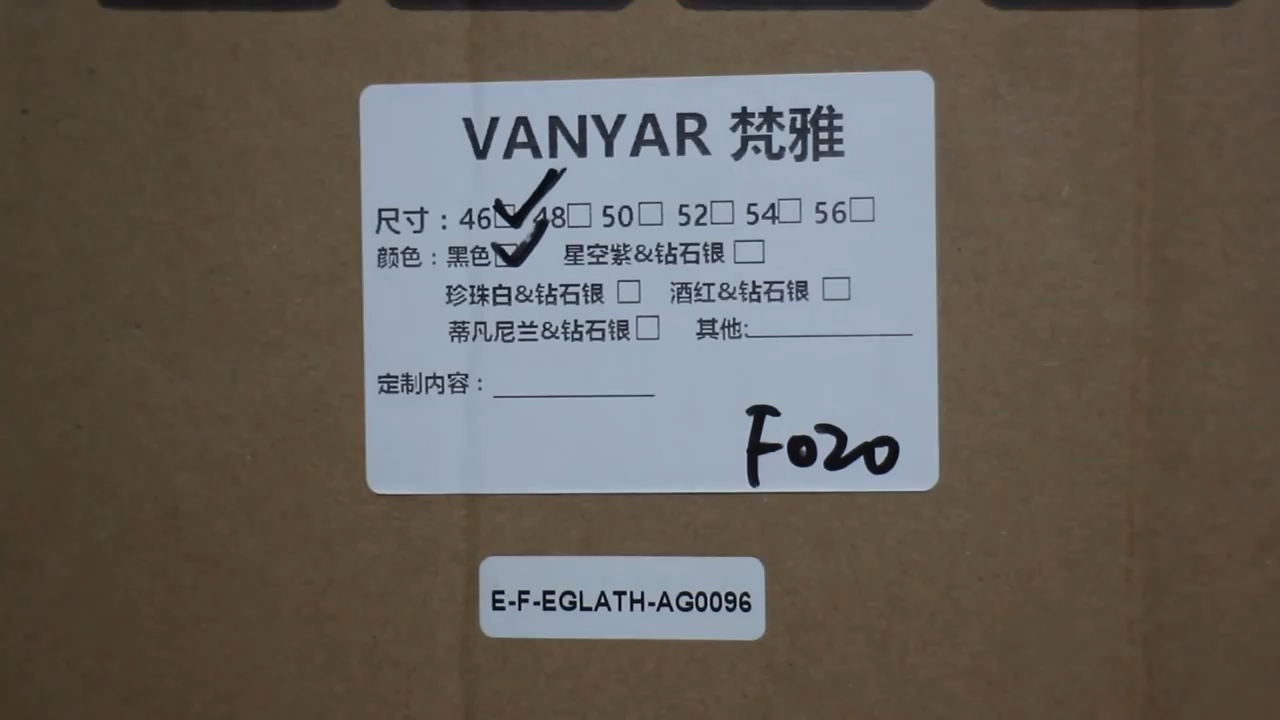 VANYAR 梵雅
尺寸：46☑ 48□ 50□ 52□ 54□ 56□
颜色：黑色☑ 星空紫&钻石银 □
珍珠白&钻石银 □ 酒红&钻石银 □
蒂凡尼兰&钻石银□ 其他:___________
定制内容：___________
F020
E-F-EGLATH-AG0096